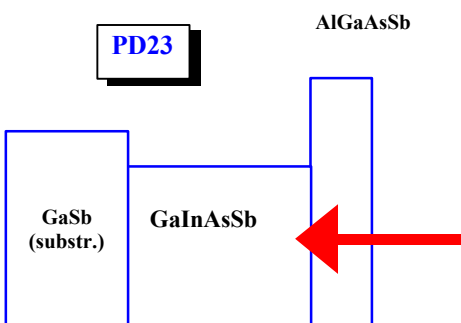 AlGaAsSb
PD23
GaSb
(substr.)
GaInAsSb